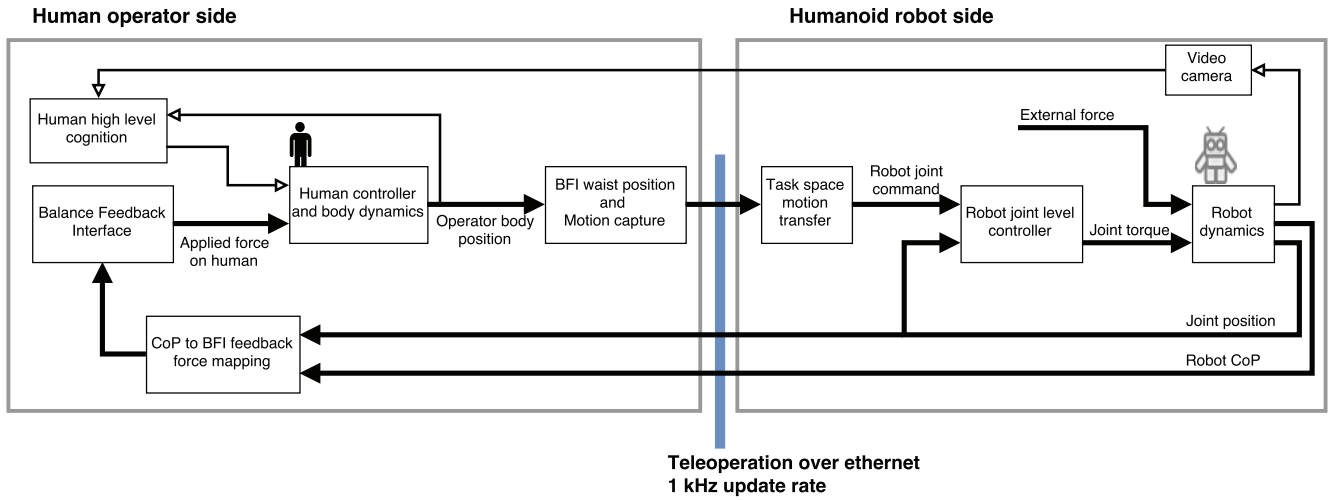 Human operator side
Humanoid robot side
Video
camera
Human high level
cognition
External force
Human controller
and body dynamics
Balance Feedback
Interface
Applied force
on human
Operator body
position
BFI waist position
and
Motion capture
Task space
motion
transfer
Robot joint
command
Robot joint level
controller
Joint torque
Robot
dynamics
CoP to BFI feedback
force mapping
Joint position
Robot CoP
Teleoperation over ethernet
1 kHz update rate